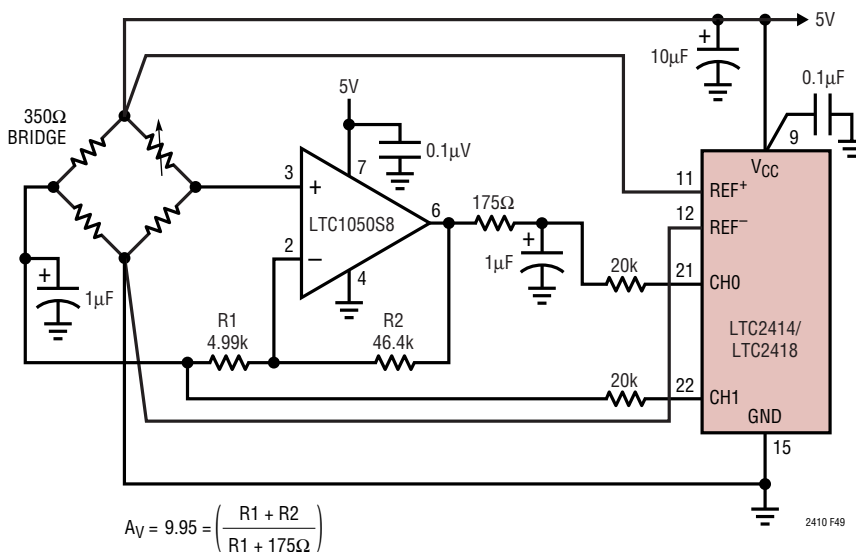 5V
10µF
0.1µF
350Ω
BRIDGE
5V
0.1µV
9
VCC
3
+
7
LTC1050S8
2
–
4
6
175Ω
1µF
1µF
11
REF+
12
REF–
20k
21
CH0
LTC2414/
LTC2418
R1
4.99k
R2
46.4k
20k
22
CH1
GND
15
AV = 9.95 = (R1 + R2 / R1 + 175Ω)
2410 F49